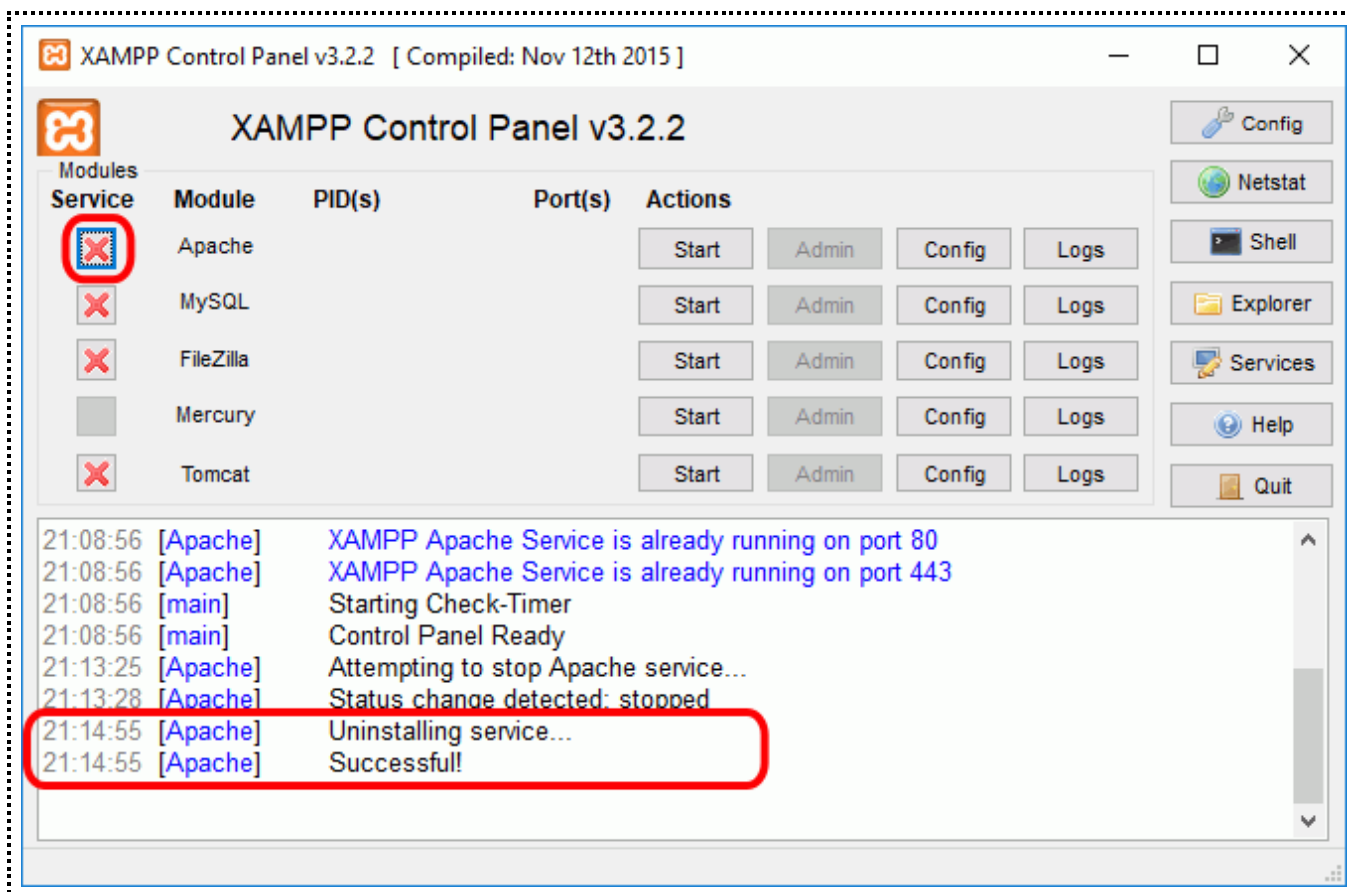 XAMPP Control Panel v3.2.2 [ Compiled: Nov 12th 2015 ]
XAMPP Control Panel v3.2.2
Config
Modules
Service Module PID(s) Port(s) Actions
Netstat
Apache Start Admin Config Logs
Shell
MySQL Start Admin Config Logs
Explorer
FileZilla Start Admin Config Logs
Services
Mercury Start Admin Config Logs
Help
Tomcat Start Admin Config Logs
Quit
21:08:56 [Apache] XAMPP Apache Service is already running on port 80
21:08:56 [Apache] XAMPP Apache Service is already running on port 443
21:08:56 [main] Starting Check-Timer
21:08:56 [main] Control Panel Ready
21:13:25 [Apache] Attempting to stop Apache service...
21:13:28 [Apache] Status change detected: stopped
21:14:55 [Apache] Uninstalling service...
21:14:55 [Apache] Successful!